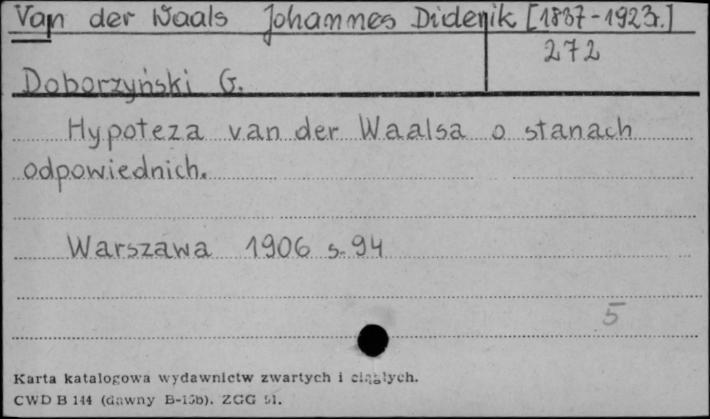 Van der Waals Johannes Diderik [1837-1923r.]
272
Doborzyński G.
Hypoteza van der Waalsa o stanach
odpowiednich.
Warszawa 1906 s. 94
5
Karta katalogowa wydawnictw zwartych i ciągłych.
CWD B 144 (dawny B-15b). ZGG 51.